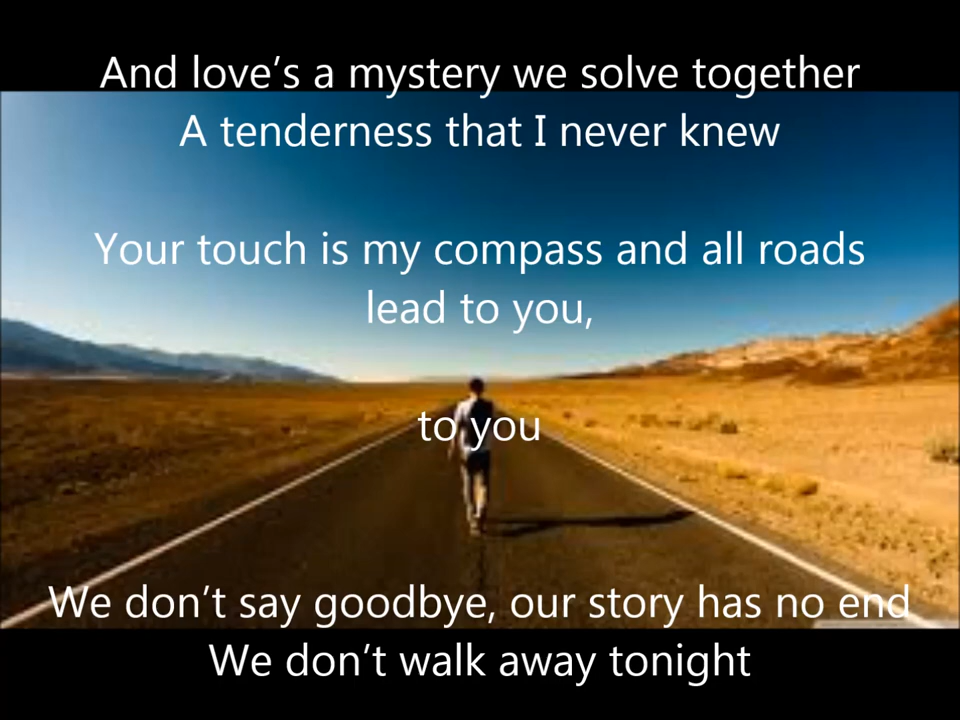 And love’s a mystery we solve together
A tenderness that I never knew
Your touch is my compass and all roads
lead to you,
to you
We don’t say goodbye, our story has no end
We don’t walk away tonight